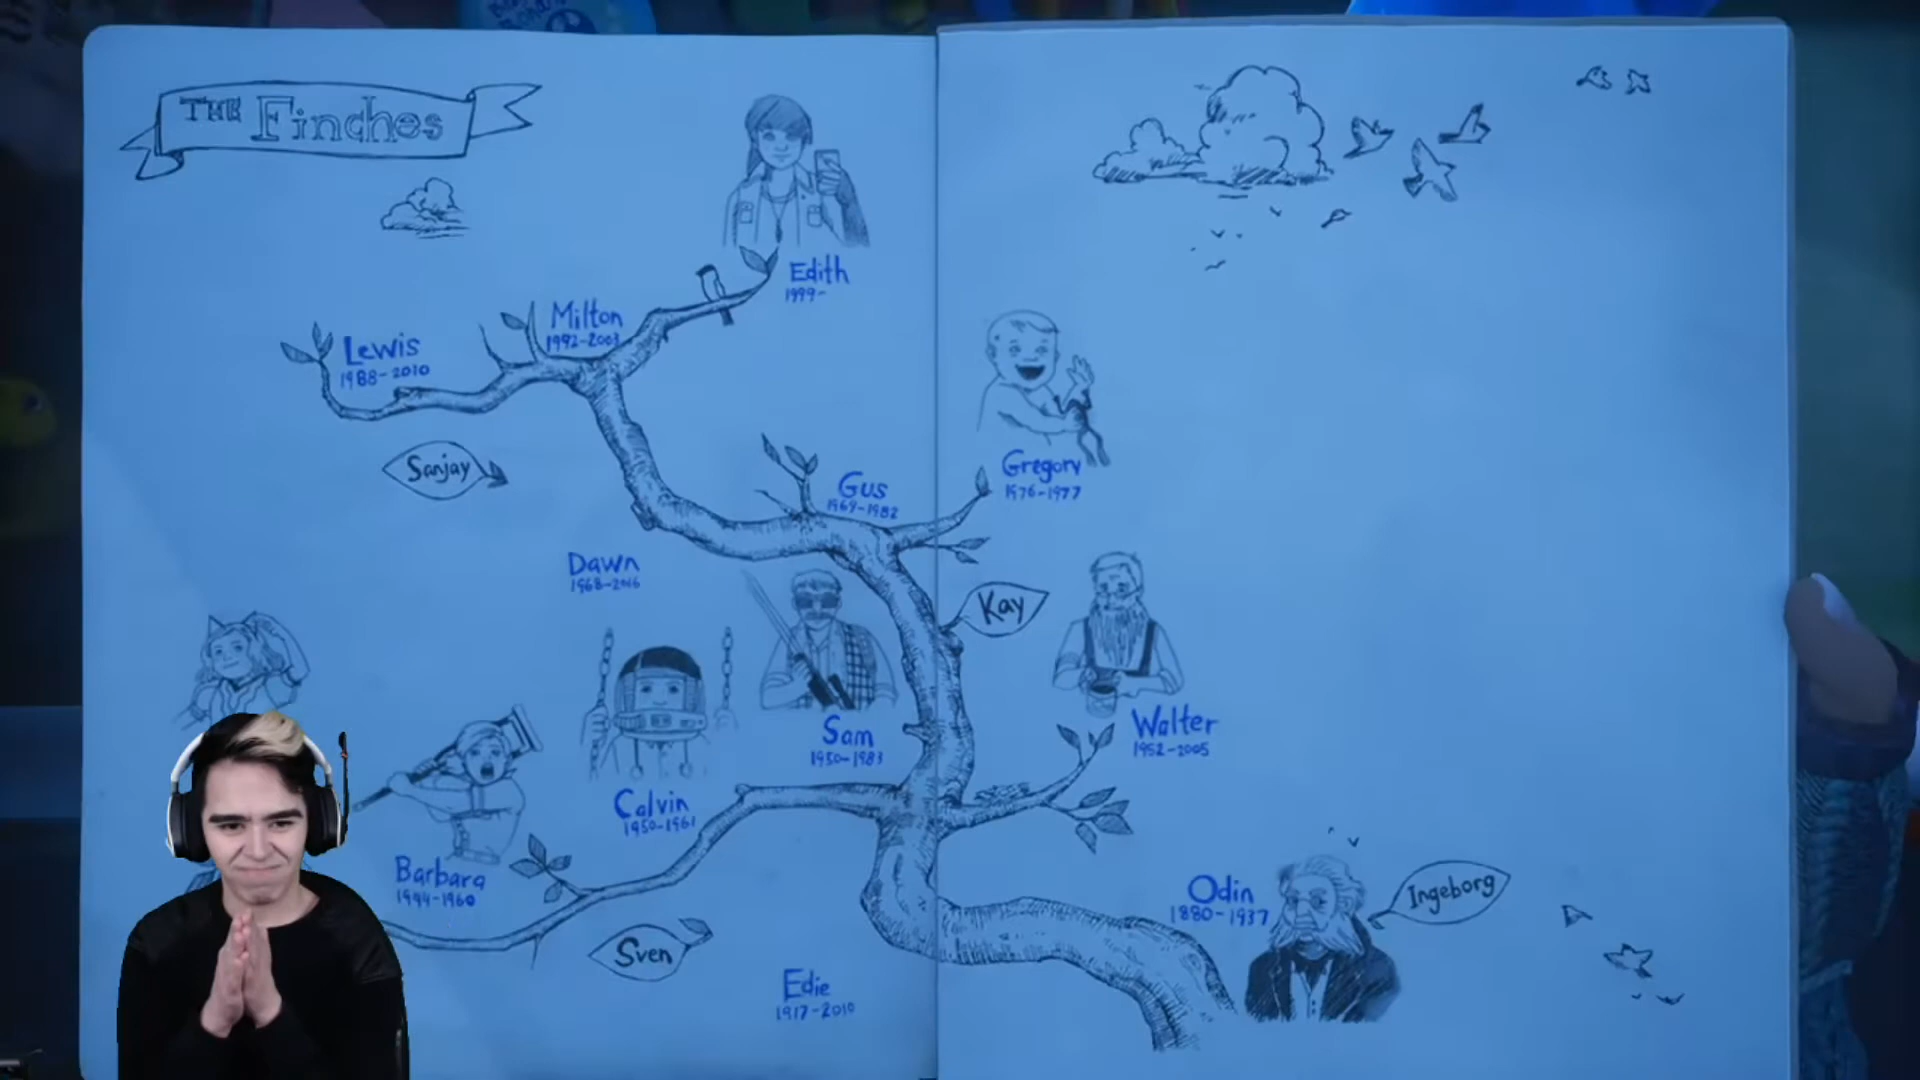 THE Finches
Edith
1999-
Milton
1992-2003
Lewis
1988-2010
Sanjay
Gus
1969-1982
Gregory
1976-1977
Dawn
1968-2016
Kay
Sam
1950-1983
Walter
1952-2005
Calvin
1950-1961
Barbara
1944-1960
Odin
1880-1937
Ingeborg
Sven
Edie
1917-2010